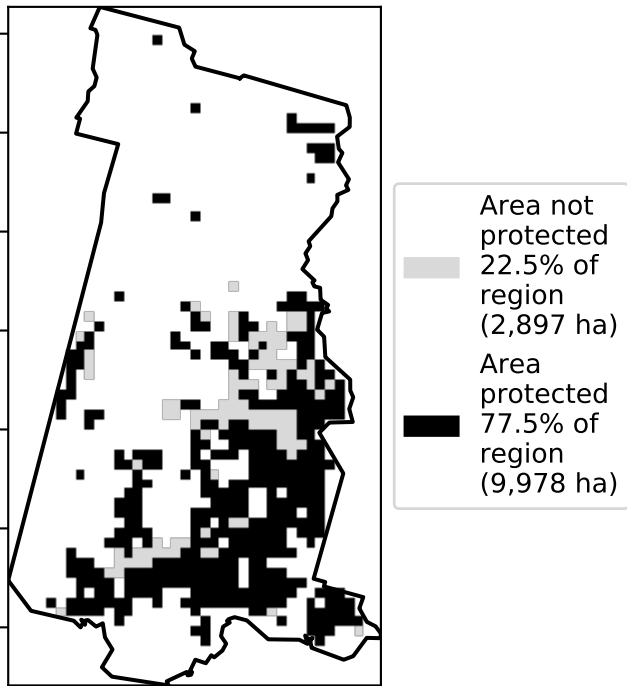 Area not
protected
22.5% of
region
(2,897 ha)
Area
protected
77.5% of
region
(9,978 ha)